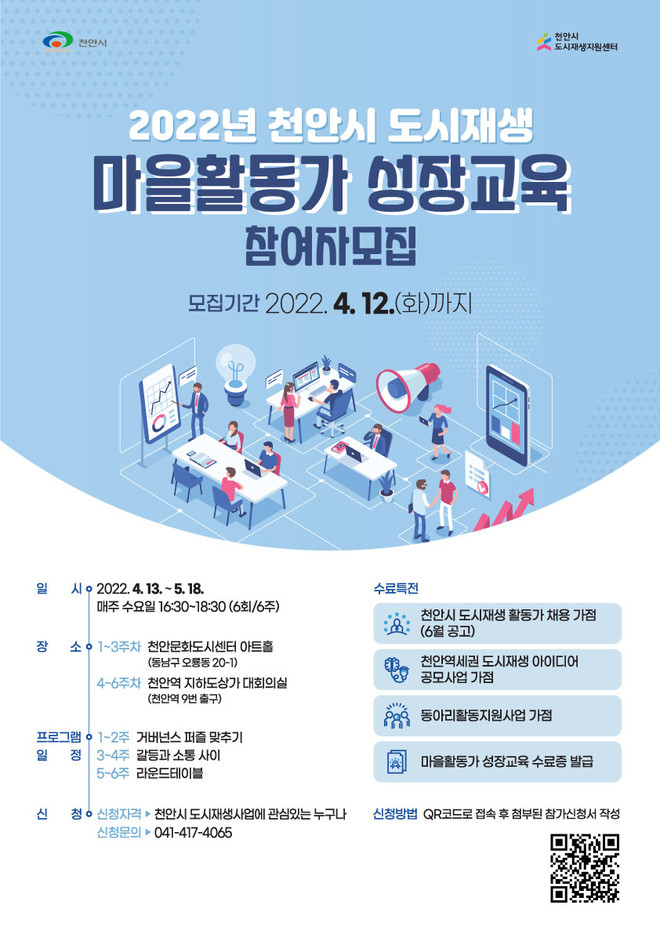 천안시
천안시
도시재생지원센터
2022년 천안시 도시재생
마을활동가 성장교육
참여자모집
모집기간 2022. 4. 12.(화)까지
일 시 2022. 4. 13. ~ 5. 18.
매주 수요일 16:30~18:30 (6회/6주)
장 소 1~3주차 천안문화도시센터 아트홀
(동남구 오룡동 20-1)
4~6주차 천안역 지하도상가 대회의실
(천안역 9번 출구)
프로그램 1~2주 거버넌스 퍼즐 맞추기
일 정 3~4주 갈등과 소통 사이
5~6주 라운드테이블
신 청 신청자격 ▶ 천안시 도시재생사업에 관심있는 누구나
신청문의 ▶ 041-417-4065
수료특전
천안시 도시재생 활동가 채용 가점
(6월 공고)
천안역세권 도시재생 아이디어
공모사업 가점
동아리활동지원사업 가점
마을활동가 성장교육 수료증 발급
신청방법 QR코드로 접속 후 첨부된 참가신청서 작성